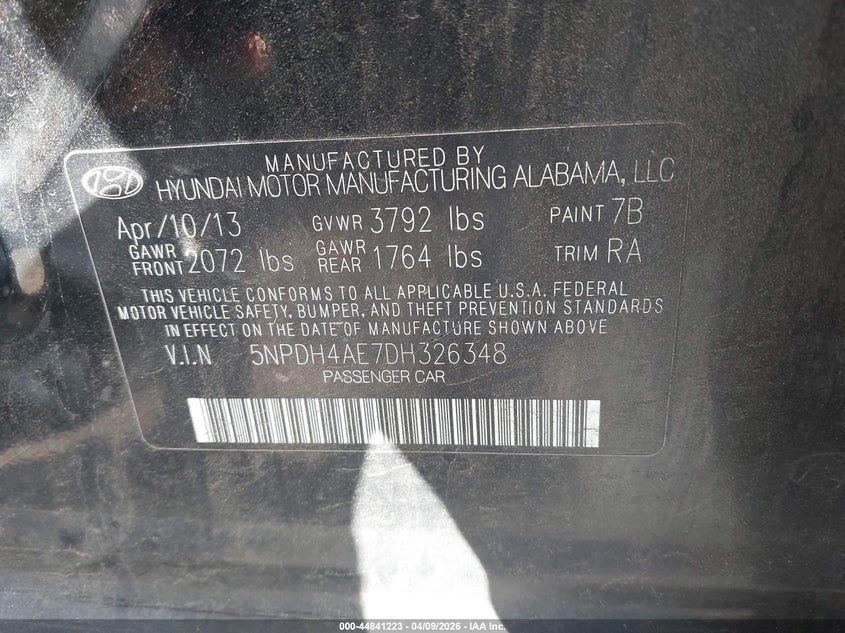 MANUFACTURED BY
HYUNDAI MOTOR MANUFACTURING ALABAMA, LLC
Apr/10/13 GVWR 3792 lbs PAINT 7B
GAWR FRONT 2072 lbs GAWR REAR 1764 lbs TRIM RA
THIS VEHICLE CONFORMS TO ALL APPLICABLE U.S.A. FEDERAL
MOTOR VEHICLE SAFETY, BUMPER, AND THEFT PREVENTION STANDARDS
IN EFFECT ON THE DATE OF MANUFACTURE SHOWN ABOVE
V.I.N 5NPDH4AE7DH326348
PASSENGER CAR
000-44841223 - 04/09/2026 - IAA Inc.